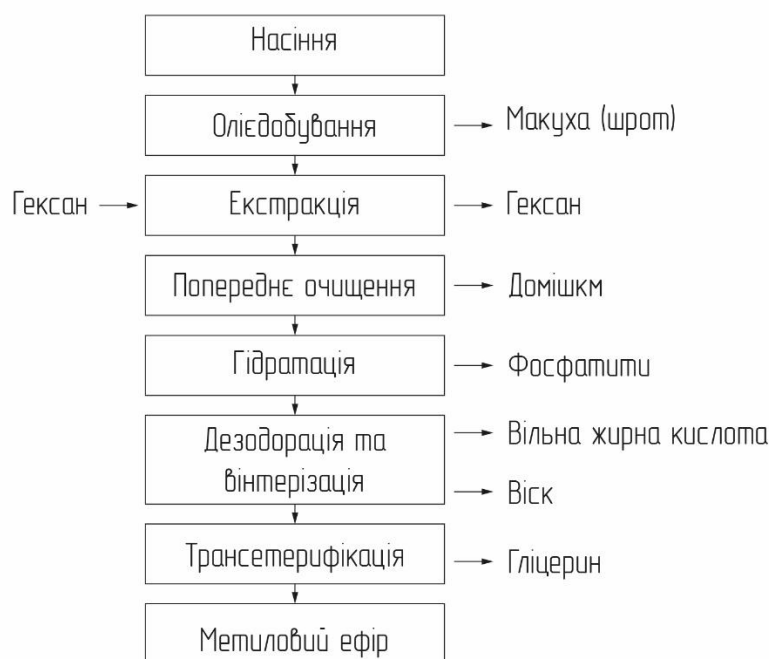 Насіння
Олієдобування
Макуха (шрот)
Гексан
Екстракція
Гексан
Попереднє очищення
Домішкм
Гідратація
Фосфатити
Дезодорація та
вінтерізація
Вільна жирна кислота
Віск
Трансетерифікація
Гліцерин
Метиловий ефір